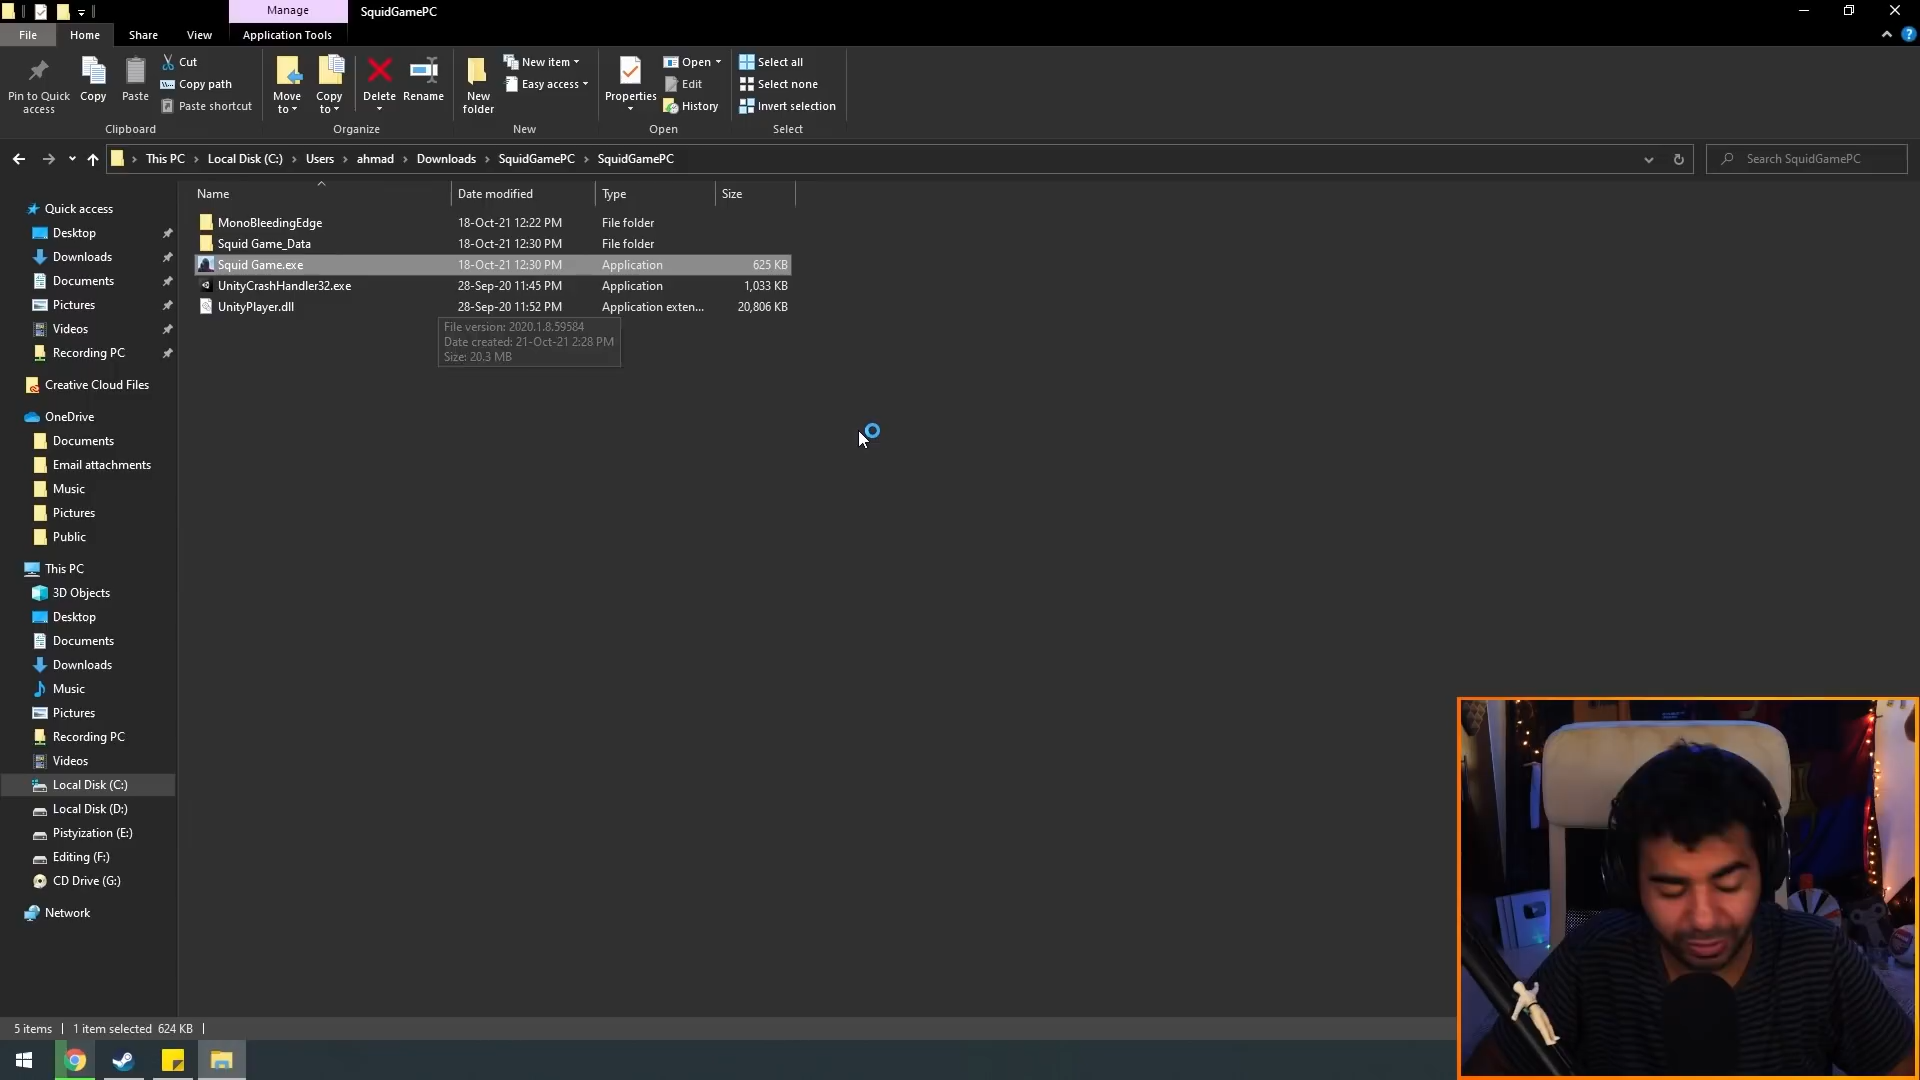 Manage
SquidGamePC
File
Home
Share
View
Application Tools
Pin to Quick access
Copy
Paste
Cut
Copy path
Paste shortcut
Clipboard
Move to
Copy to
Delete
Rename
Organize
New folder
New item
Easy access
New
Properties
Open
Edit
History
Open
Select all
Select none
Invert selection
Select
This PC > Local Disk (C:) > Users > ahmad > Downloads > SquidGamePC > SquidGamePC
Search SquidGamePC
Name Date modified Type Size
MonoBleedingEdge 18-Oct-21 12:22 PM File folder
Squid Game_Data 18-Oct-21 12:30 PM File folder
Squid Game.exe 18-Oct-21 12:30 PM Application 625 KB
UnityCrashHandler32.exe 28-Sep-20 11:45 PM Application 1,033 KB
UnityPlayer.dll 28-Sep-20 11:52 PM Application exten... 20,806 KB
File version: 2020.1.8.59584
Date created: 21-Oct-21 2:28 PM
Size: 20.3 MB
Quick access
Desktop
Downloads
Documents
Pictures
Videos
Recording PC
Creative Cloud Files
OneDrive
Documents
Email attachments
Music
Pictures
Public
This PC
3D Objects
Desktop
Documents
Downloads
Music
Pictures
Recording PC
Videos
Local Disk (C:)
Local Disk (D:)
Pistyization (E:)
Editing (F:)
CD Drive (G:)
Network
5 items | 1 item selected 624 KB |